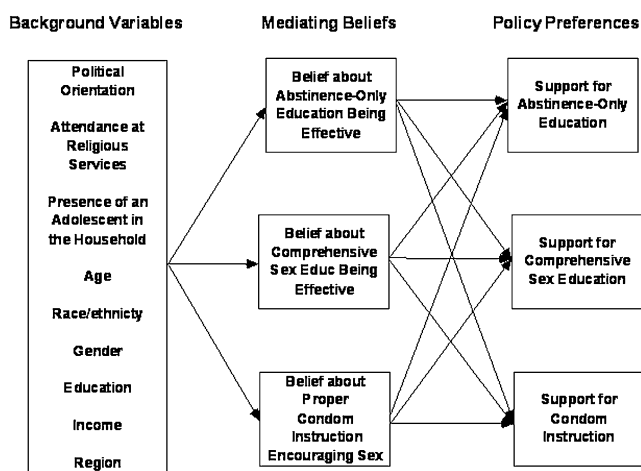 Background Variables
Mediating Beliefs
Policy Preferences
Political
Orientation
Attendance at
Religious
Services
Presence of an
Adolescent in
the Household
Age
Race/ethnicty
Gender
Education
Income
Region
Belief about
Abstinence-Only
Education Being
Effective
Belief about
Comprehensive
Sex Educ Being
Effective
Belief about
Proper
Condom
Instruction
Encouraging Sex
Support for
Abstinence-Only
Education
Support for
Comprehensive
Sex Education
Support for
Condom
Instruction